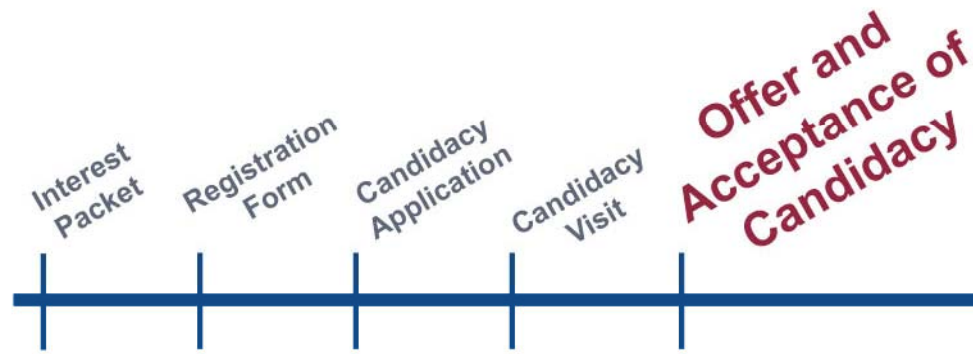 Interest
Packet
Registration
Form
Candidacy
Application
Candidacy
Visit
Offer and
Acceptance of
Candidacy